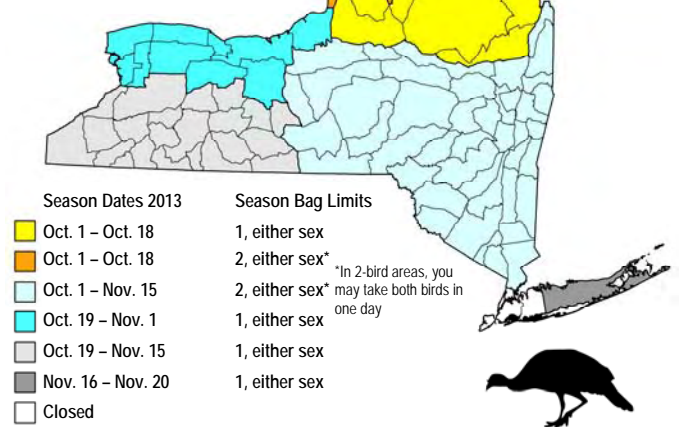 Season Dates 2013 Season Bag Limits
Oct. 1 – Oct. 18 1, either sex
Oct. 1 – Oct. 18 2, either sex*
Oct. 1 – Nov. 15 2, either sex*
*In 2-bird areas, you
may take both birds in
one day
Oct. 19 – Nov. 1 1, either sex
Oct. 19 – Nov. 15 1, either sex
Nov. 16 – Nov. 20 1, either sex
Closed